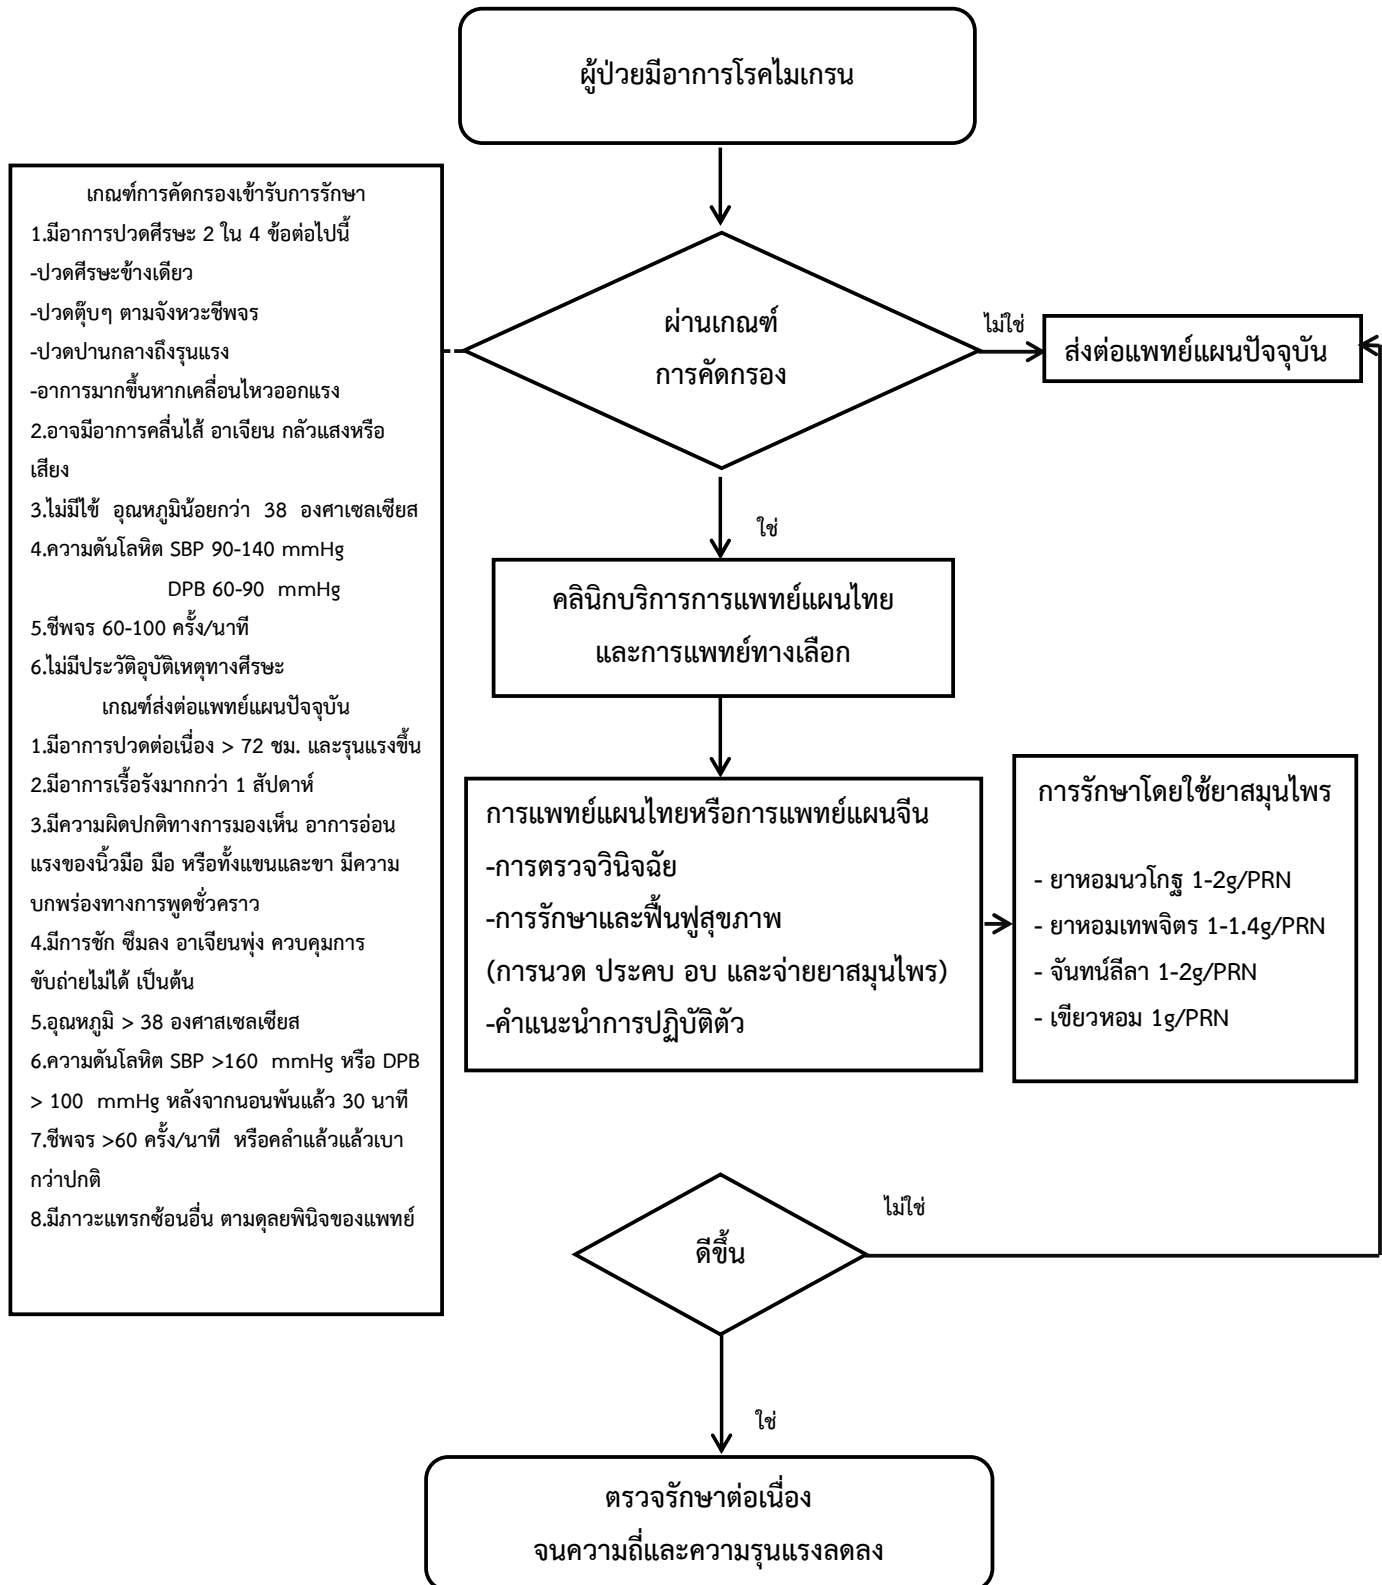 ผู้ป่วยมีอาการโรคไมเกรน
เกณฑ์การคัดกรองเข้ารับการรักษา
1.มีอาการปวดศีรษะ 2 ใน 4 ข้อต่อไปนี้
-ปวดศีรษะข้างเดียว
-ปวดตุ๊บๆ ตามจังหวะชีพจร
-ปวดปานกลางถึงรุนแรง
-อาการมากขึ้นหากเคลื่อนไหวออกแรง
2.อาจมีอาการคลื่นไส้ อาเจียน กลัวแสงหรือ
เสียง
3.ไม่มีไข้ อุณหภูมิน้อยกว่า 38 องศาเซลเซียส
4.ความดันโลหิต SBP 90-140 mmHg
DPB 60-90 mmHg
5.ชีพจร 60-100 ครั้ง/นาที
6.ไม่มีประวัติอุบัติเหตุทางศีรษะ
เกณฑ์ส่งต่อแพทย์แผนปัจจุบัน
1.มีอาการปวดต่อเนื่อง > 72 ชม. และรุนแรงขึ้น
2.มีอาการเรื้อรังมากกว่า 1 สัปดาห์
3.มีความผิดปกติทางการมองเห็น อาการอ่อน
แรงของนิ้วมือ มือ หรือทั้งแขนและขา มีความ
บกพร่องทางการพูดชั่วคราว
4.มีการชัก ซึมลง อาเจียนพุ่ง ควบคุมการ
ขับถ่ายไม่ได้ เป็นต้น
5.อุณหภูมิ > 38 องศาสเซลเซียส
6.ความดันโลหิต SBP >160 mmHg หรือ DPB
> 100 mmHg หลังจากนอนพันแล้ว 30 นาที
7.ชีพจร >60 ครั้ง/นาที หรือคลำแล้วแล้วเบา
กว่าปกติ
8.มีภาวะแทรกซ้อนอื่น ตามดุลยพินิจของแพทย์
ผ่านเกณฑ์
การคัดกรอง
ไม่ใช่
ส่งต่อแพทย์แผนปัจจุบัน
ใช่
คลินิกบริการการแพทย์แผนไทย
และการแพทย์ทางเลือก
การแพทย์แผนไทยหรือการแพทย์แผนจีน
-การตรวจวินิจฉัย
-การรักษาและฟื้นฟูสุขภาพ
(การนวด ประคบ อบ และจ่ายยาสมุนไพร)
-คำแนะนำการปฏิบัติตัว
การรักษาโดยใช้ยาสมุนไพร
- ยาหอมนวโกฐ 1-2g/PRN
- ยาหอมเทพจิตร 1-1.4g/PRN
- จันทน์ลีลา 1-2g/PRN
- เขียวหอม 1g/PRN
ดีขึ้น
ไม่ใช่
ใช่
ตรวจรักษาต่อเนื่อง
จนความถี่และความรุนแรงลดลง